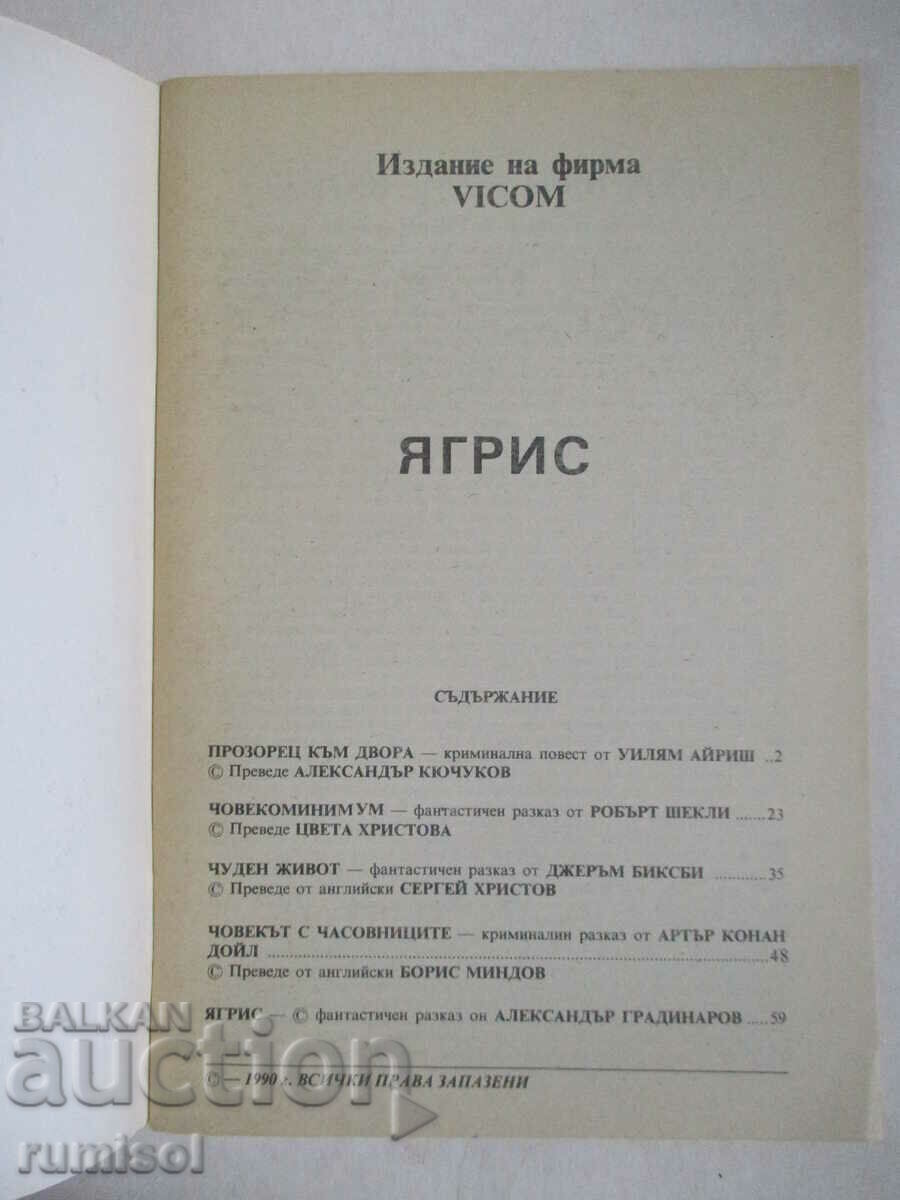 Издание на фирма
VICOM
ЯГРИС
СЪДЪРЖАНИЕ
ПРОЗОРЕЦ КЪМ ДВОРА — криминална повест от УИЛЯМ АЙРИШ ..2
© Преведе АЛЕКСАНДЪР КЮЧУКОВ
ЧОВЕКОМИНИМУМ — фантастичен разказ от РОБЪРТ ШЕКЛИ .......23
© Преведе ЦВЕТА ХРИСТОВА
ЧУДЕН ЖИВОТ — фантастичен разказ от ДЖЕРЪМ БИКСБИ ...........35
© Преведе от английски СЕРГЕЙ ХРИСТОВ
ЧОВЕКЪТ С ЧАСОВНИЦИТЕ — криминалин разказ от АРТЪР КОНАН
ДОЙЛ ..........................................................................48
© Преведе от английски БОРИС МИНДОВ
ЯГРИС — © фантастичен разказ он АЛЕКСАНДЪР ГРАДИНАРОВ .....59
©—1990 г. ВСИЧКИ ПРАВА ЗАПАЗЕНИ
BALKAN
auction
rumisol